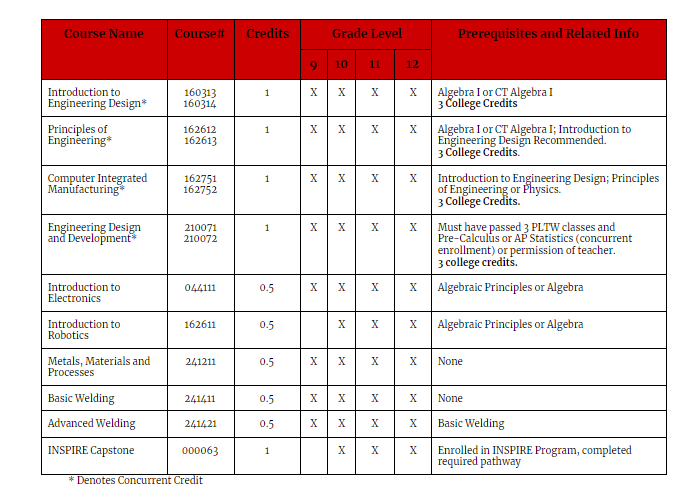 Course Name Course# Credits Grade Level Prerequisites and Related Info
9 10 11 12
Introduction to 160313 1 X X X X Algebra I or CT Algebra I
Engineering Design* 160314 3 College Credits
Principles of 162612 1 X X X X Algebra I or CT Algebra I; Introduction to
Engineering* 162613 Engineering Design Recommended.
3 College Credits.
Computer Integrated 162751 1 X X X X Introduction to Engineering Design; Principles
Manufacturing* 162752 of Engineering or Physics.
3 College Credits.
Engineering Design 210071 1 X X X X Must have passed 3 PLTW classes and
and Development* 210072 Pre-Calculus or AP Statistics (concurrent
enrollment) or permission of teacher.
3 college credits.
Introduction to 044111 0.5 X X X X Algebraic Principles or Algebra
Electronics
Introduction to 162611 0.5 X X X Algebraic Principles or Algebra
Robotics
Metals, Materials and 241211 0.5 X X X X None
Processes
Basic Welding 241411 0.5 X X X X None
Advanced Welding 241421 0.5 X X X X Basic Welding
INSPIRE Capstone 000063 1 X X X Enrolled in INSPIRE Program, completed
required pathway
* Denotes Concurrent Credit